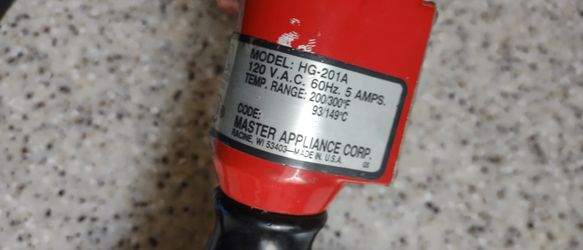 MODEL: HG-201A
120 V.A.C. 60Hz. 5 AMPS.
TEMP. RANGE: 200/300°F
93/149°C
CODE:
MASTER APPLIANCE CORP.
RACINE, WI 53403—MADE IN U.S.A.